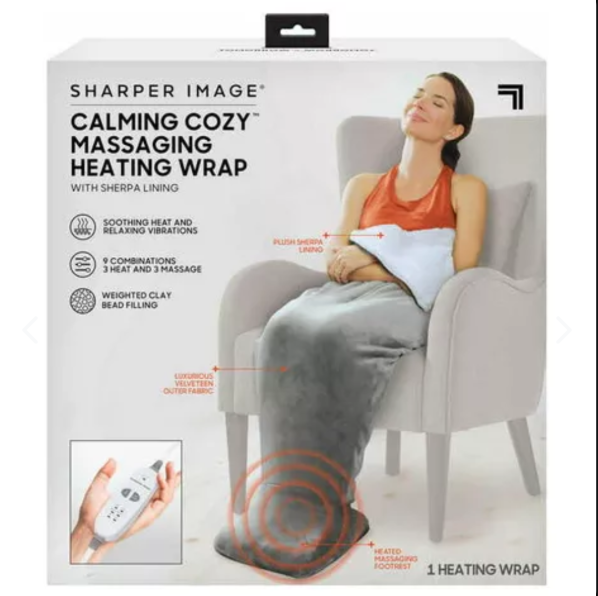 SHARPER IMAGE®
CALMING COZY™
MASSAGING
HEATING WRAP
WITH SHERPA LINING
SOOTHING HEAT AND
RELAXING VIBRATIONS
9 COMBINATIONS
3 HEAT AND 3 MASSAGE
WEIGHTED CLAY
BEAD FILLING
PLUSH SHERPA
LINING
LUXURIOUS
VELVETEEN
OUTER FABRIC
HEATED
MASSAGING
FOOTREST
1 HEATING WRAP